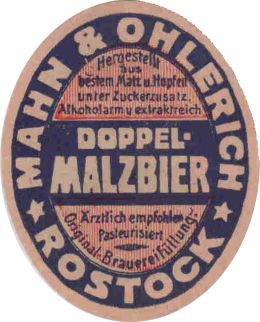 MAHN & OHLERICH
Hergestellt
aus
bestem Malz u. Hopfen
unter Zuckerzusatz.
Alkoholarm u. extraktreich.
DOPPEL-
MALZBIER
Ärztlich empfohlen
Pasteurisiert
Original-Brauereifüllung.
ROSTOCK